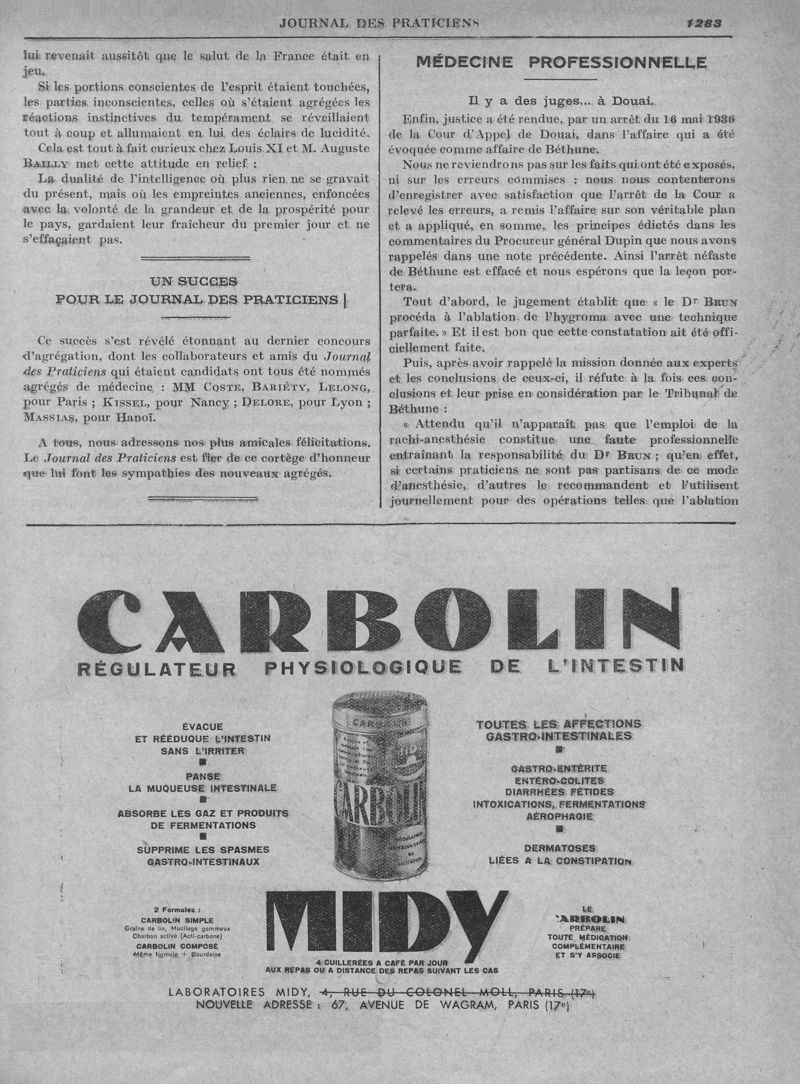 JOURNAL DES PRATICIENS
1283
lui revenait aussitôt que le salut de la France était en
jeu.
Si les portions conscientes de l'esprit étaient touchées,
les parties inconscientes, celles où s'étaient agrégées les
réactions instinctives du tempérament se réveillaient
tout à coup et allumaient en lui des éclairs de lucidité.
Cela est tout à fait curieux chez Louis XI et M. Auguste
BAILLY met cette attitude en relief :
La dualité de l'intelligence où plus rien ne se gravait
du présent, mais où les empreintes anciennes, enfoncées
avec la volonté de la grandeur et de la prospérité pour
le pays, gardaient leur fraîcheur du premier jour et ne
s'effaçaient pas.
UN SUCCES
POUR LE JOURNAL DES PRATICIENS |
Ce succès s'est révélé étonnant au dernier concours
d'agrégation, dont les collaborateurs et amis du Journal
des Praticiens qui étaient candidats ont tous été nommés
agrégés de médecine : MM COSTE, BARIÉTY, LELONG,
pour Paris ; KISSEL, pour Nancy ; DELORE, pour Lyon ;
MASSIAS, pour Hanoï.
A tous, nous adressons nos plus amicales félicitations.
Le Journal des Praticiens est fier de ce cortège d'honneur
que lui font les sympathies des nouveaux agrégés.
MÉDECINE PROFESSIONNELLE
Il y a des juges... à Douai.
Enfin, justice a été rendue, par un arrêt du 16 mai 1936
de la Cour d'Appel de Douai, dans l'affaire qui a été
évoquée comme affaire de Béthune.
Nous ne reviendrons pas sur les faits qui ont été exposés,
ni sur les erreurs commises ; nous nous contenterons
d'enregistrer avec satisfaction que l'arrêt de la Cour a
relevé les erreurs, a remis l'affaire sur son véritable plan
et a appliqué, en somme, les principes édictés dans les
commentaires du Procureur général Dupin que nous avons
rappelés dans une note précédente. Ainsi l'arrêt néfaste
de Béthune est effacé et nous espérons que la leçon por-
tera.
Tout d'abord, le jugement établit que « le Dr BRUN
procéda à l'ablation de l'hygroma avec une technique
parfaite. » Et il est bon que cette constatation ait été offi-
ciellement faite.
Puis, après avoir rappelé la mission donnée aux experts
et les conclusions de ceux-ci, il réfute à la fois ces con-
clusions et leur prise en considération par le Tribunal de
Béthune :
« Attendu qu'il n'apparaît pas que l'emploi de la
rachi-anesthésie constitue une faute professionnelle
entraînant la responsabilité du Dr BRUN ; qu'en effet,
si certains praticiens ne sont pas partisans de ce mode
d'anesthésie, d'autres le recommandent et l'utilisent
journellement pour des opérations telles que l'ablation
CARBOLIN
RÉGULATEUR PHYSIOLOGIQUE DE L'INTESTIN
ÉVACUE
ET RÉÉDUQUE L'INTESTIN
SANS L'IRRITER
PANSE
LA MUQUEUSE INTESTINALE
ABSORBE LES GAZ ET PRODUITS
DE FERMENTATIONS
SUPPRIME LES SPASMES
GASTRO-INTESTINAUX
CARBOLIN
MIDY
CARBOLIN
TOUTES LES AFFECTIONS
GASTRO-INTESTINALES
GASTRO-ENTÉRITE
ENTÉRO-COLITES
DIARRHÉES FÉTIDES
INTOXICATIONS, FERMENTATIONS
AÉROPHAGIE
DERMATOSES
LIÉES A LA CONSTIPATION
2 Formules :
CARBOLIN SIMPLE
Graine de lin, Mucilage gommeux
Charbon activé (Acti-carbone)
CARBOLIN COMPOSÉ
Même formule + Bourdaine
MIDY
4 CUILLERÉES A CAFÉ PAR JOUR
AUX REPAS OU A DISTANCE DES REPAS SUIVANT LES CAS
LE
CARBOLIN
PRÉPARE
TOUTE MÉDICATION
COMPLÉMENTAIRE
ET S'Y ASSOCIE
LABORATOIRES MIDY, 4, RUE DU COLONEL MOLL, PARIS (17e)
NOUVELLE ADRESSE : 67, AVENUE DE WAGRAM, PARIS (17e)